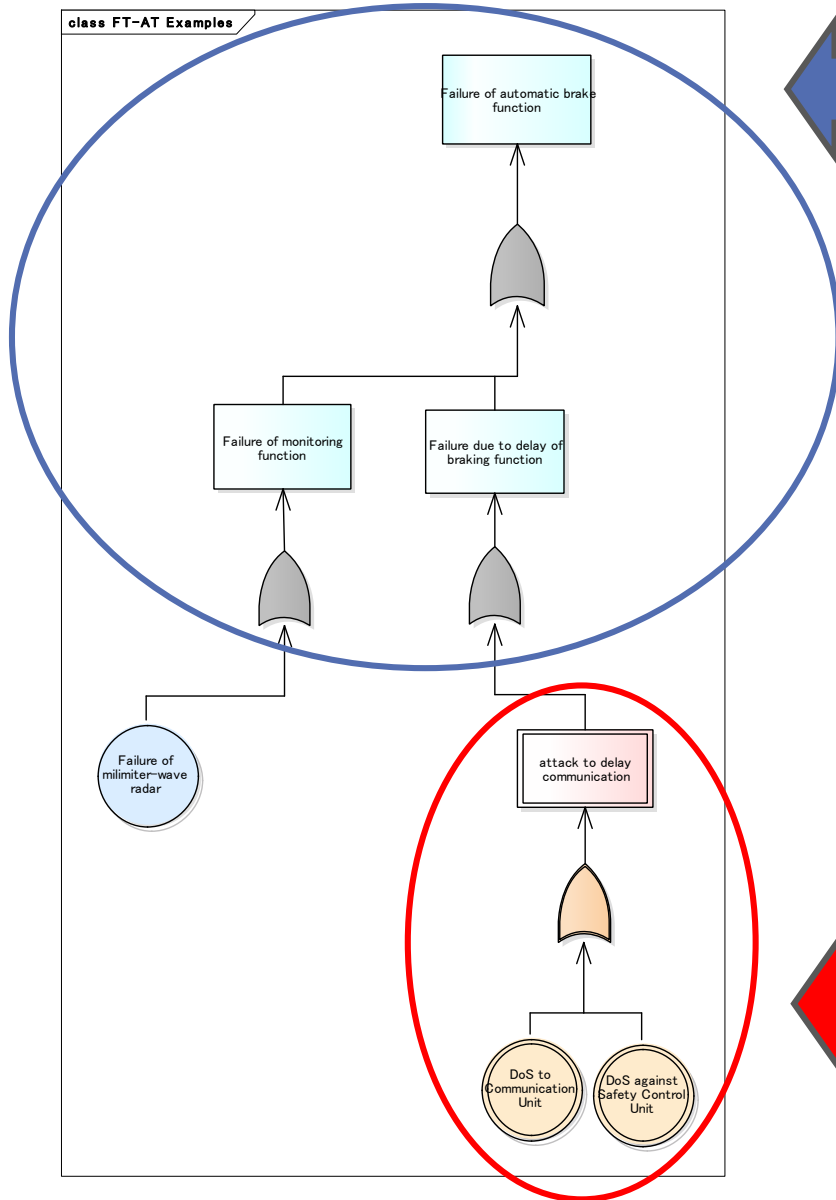 class FT-AT Examples
Failure of automatic brake
function
Failure of monitoring
function
Failure due to delay of
braking function
Failure of
milimiter-wave
radar
attack to delay
communication
DoS to
Communication
Unit
DoS against
Safety Control
Unit